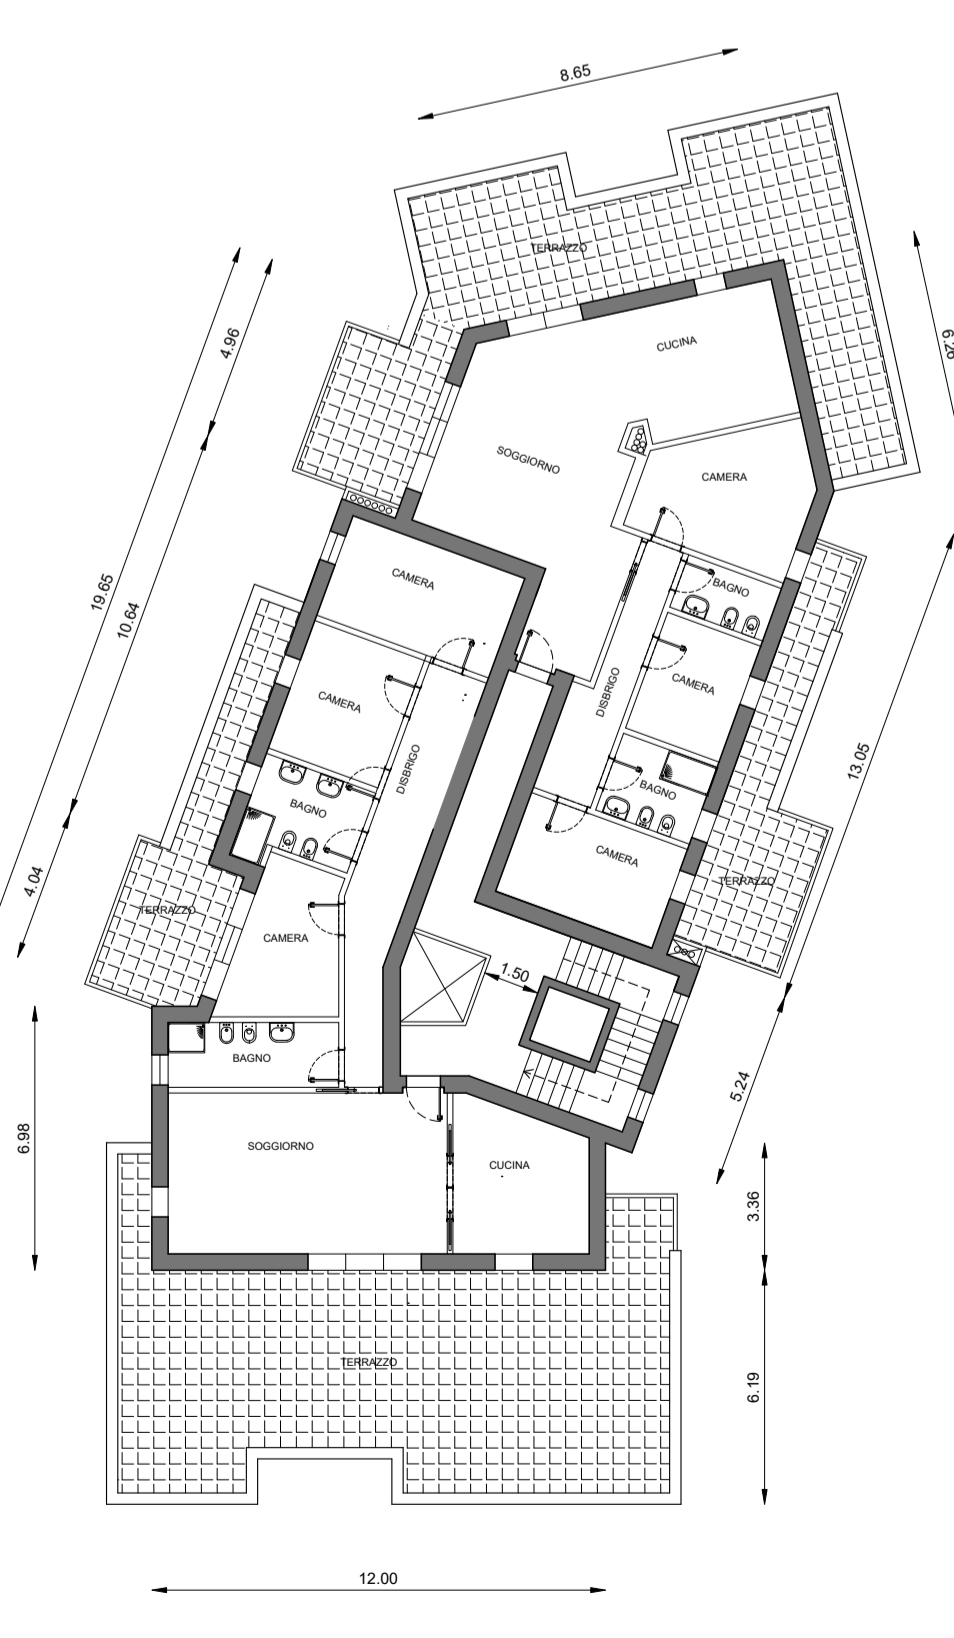 8.65
TERRAZZO
6.26
4.96
CUCINA
SOGGIORNO
CAMERA
19.65
10.64
CAMERA
BAGNO
CAMERA
CAMERA
DISBRIGO
DISBRIGO
13.05
BAGNO
BAGNO
CAMERA
4.04
TERRAZZO
TERRAZZO
CAMERA
1.50
BAGNO
5.24
6.98
SOGGIORNO
CUCINA
3.36
TERRAZZO
6.19
12.00